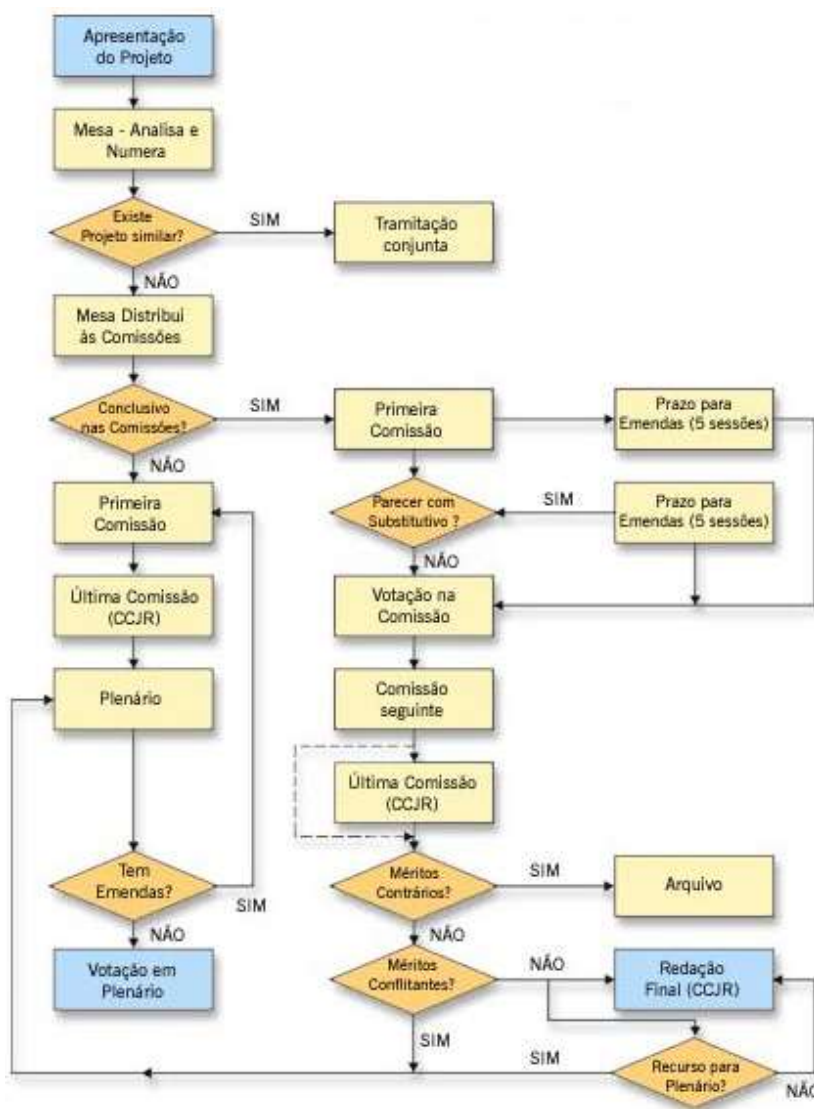 Apresentação
do Projeto
Mesa - Analisa e
Numera
Existe
Projeto similar?
SIM
Tramitação
conjunta
NÃO
Mesa Distribui
às Comissões
Conclusivo
nas Comissões?
SIM
Primeira
Comissão
Prazo para
Emendas (5 sessões)
NÃO
Primeira
Comissão
Parecer com
Substitutivo ?
SIM
Prazo para
Emendas (5 sessões)
NÃO
Última Comissão
(CCJR)
Votação na
Comissão
Plenário
Comissão
seguinte
Última Comissão
(CCJR)
Tem
Emendas?
SIM
Méritos
Contrários?
SIM
Arquivo
NÃO
NÃO
Votação em
Plenário
Méritos
Conflitantes?
NÃO
Redação
Final (CCJR)
SIM
SIM
Recurso para
Plenário?
NÃO